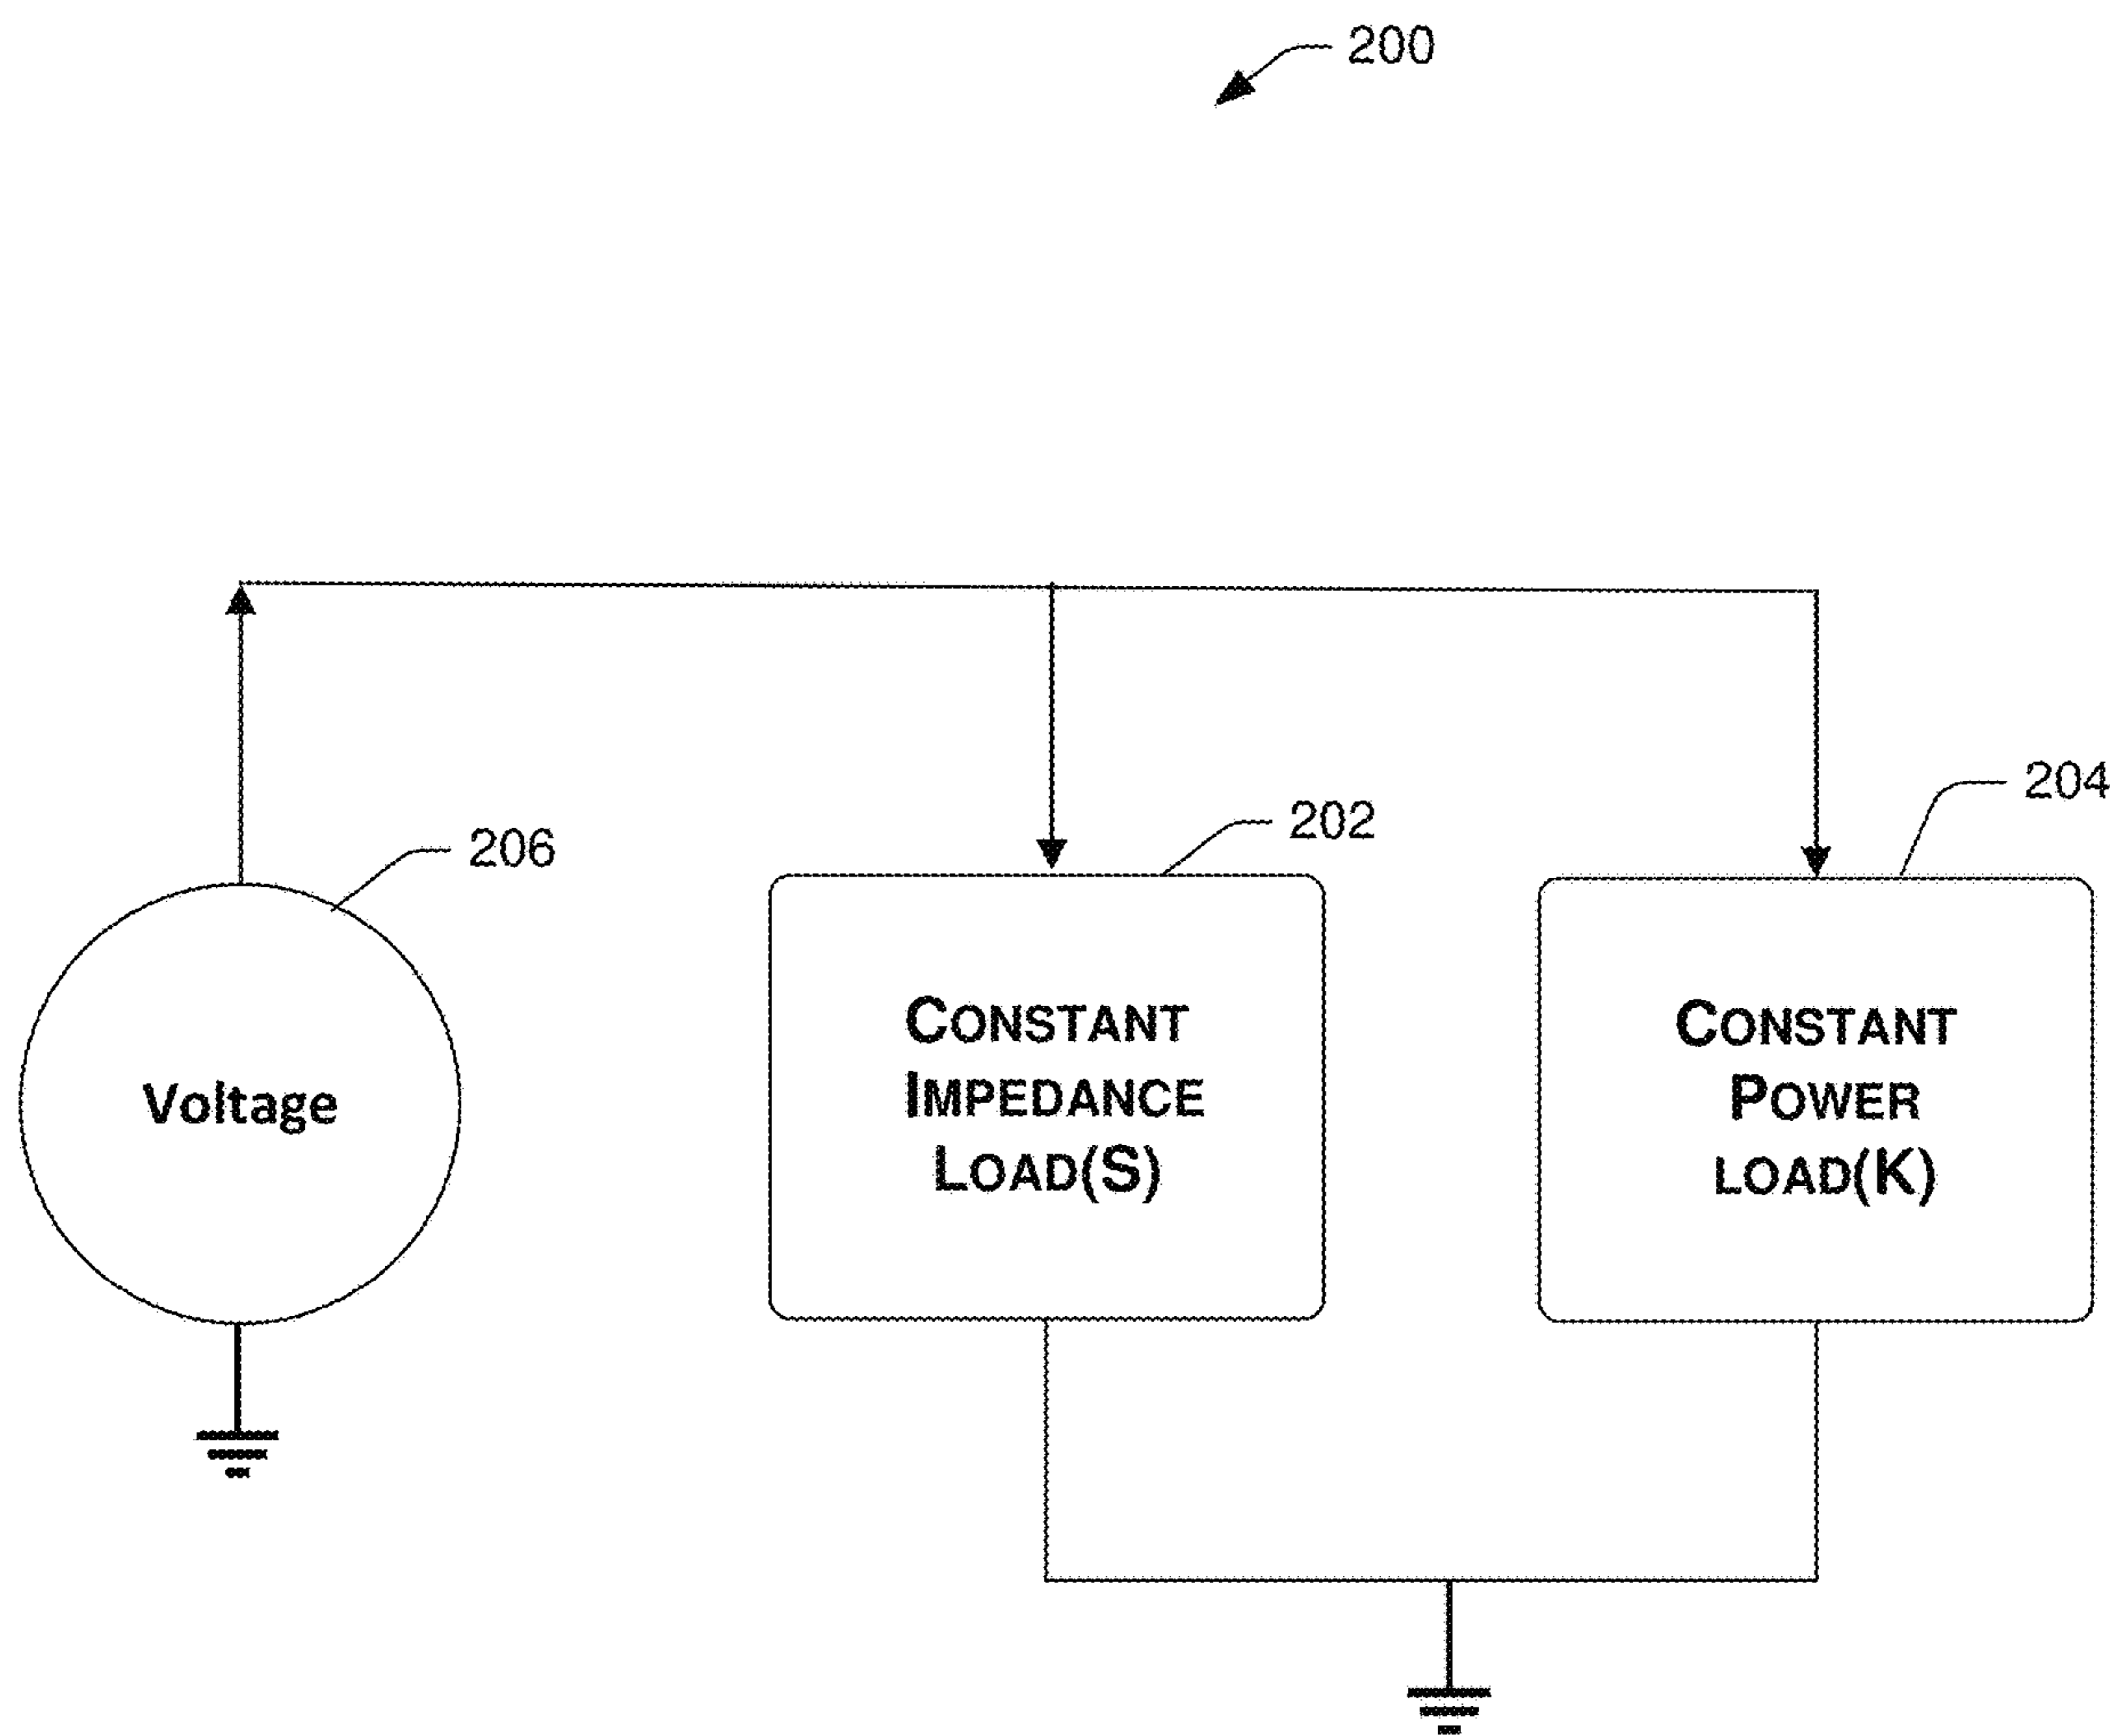 200
204
202
206
CONSTANT
IMPEDANCE
LOAD(S)
CONSTANT
POWER
LOAD(K)
Voltage